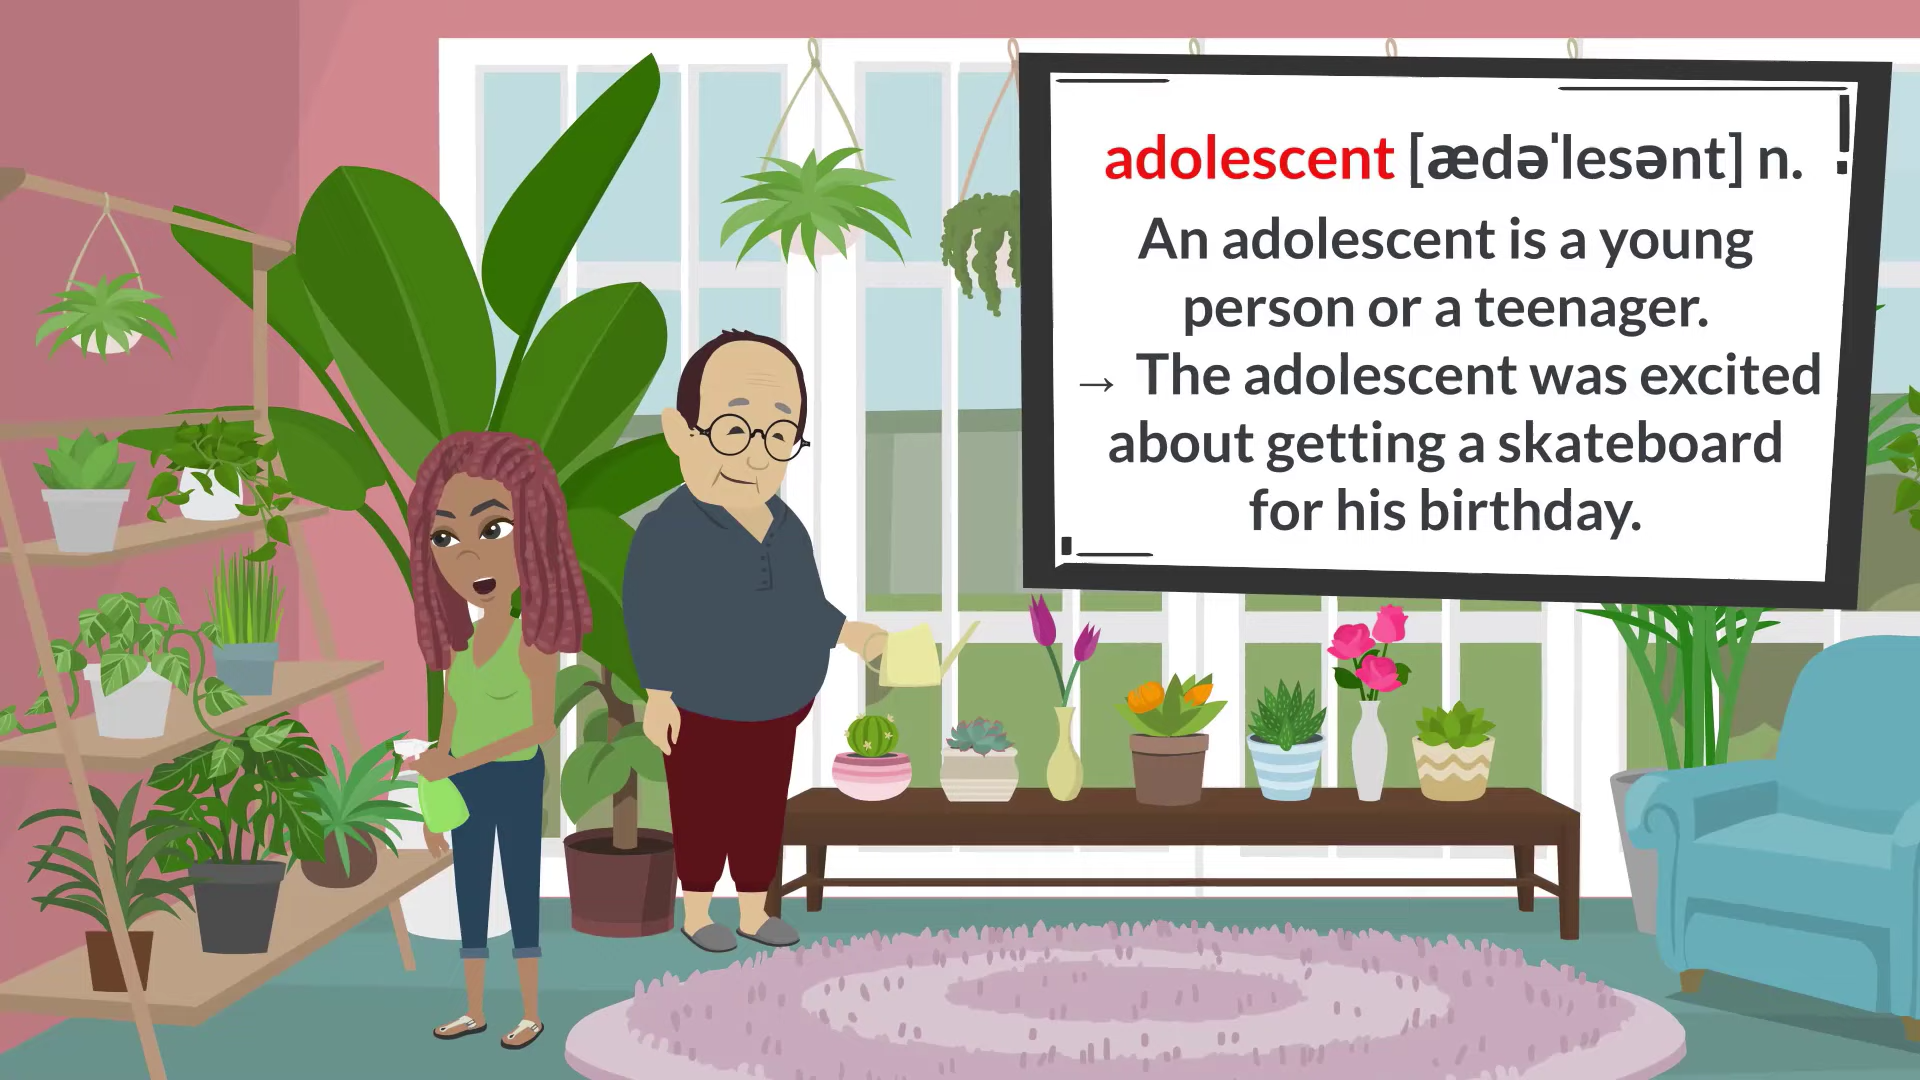 adolescent [ædəˈlesənt] n.
An adolescent is a young
person or a teenager.
→ The adolescent was excited
about getting a skateboard
for his birthday.